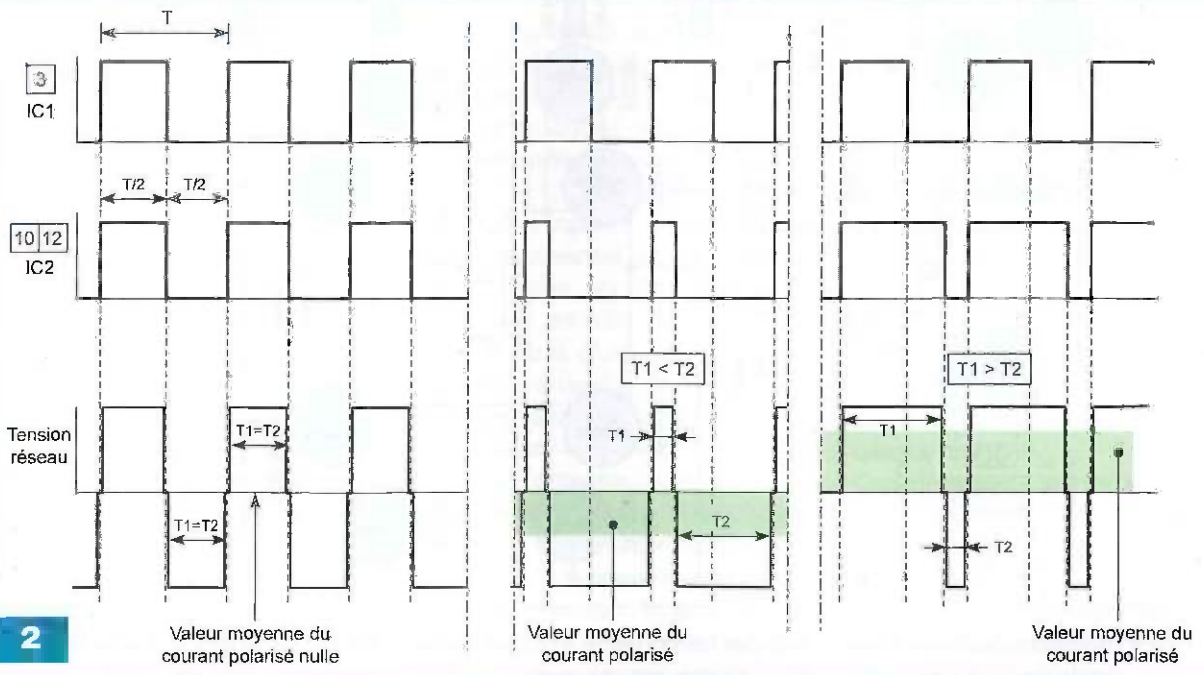 T
3
IC1
T/2
T/2
10 12
IC2
T1 < T2
T1 > T2
Tension
réseau
T1=T2
T1
T1
T1=T2
T2
T2
2
Valeur moyenne du
courant polarisé nulle
Valeur moyenne du
courant polarisé
Valeur moyenne du
courant polarisé